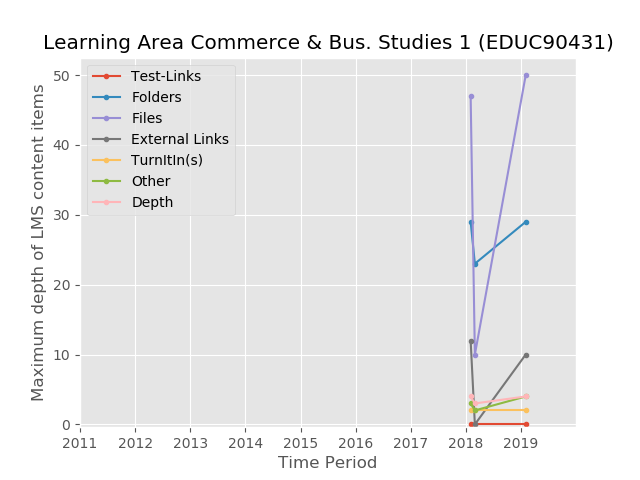 Learning Area Commerce & Bus. Studies 1 (EDUC90431)
Test-Links
Folders
Files
External Links
TurnItIn(s)
Other
Depth
Maximum depth of LMS content items
50
40
30
20
10
0
2011 2012 2013 2014 2015 2016 2017 2018 2019
Time Period